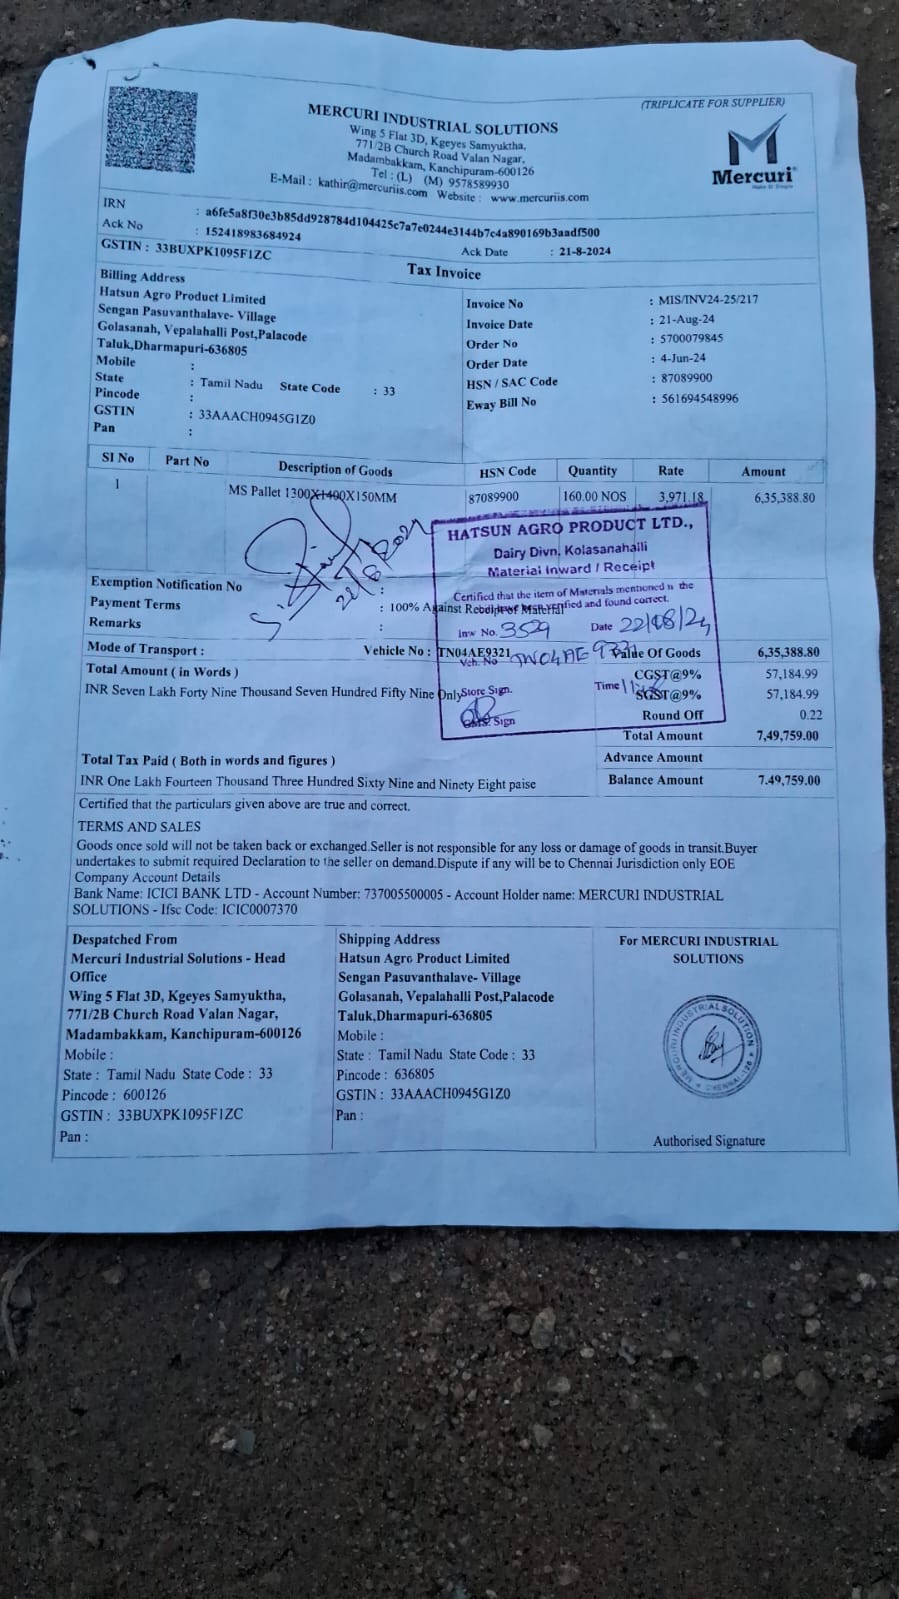 (TRIPLICATE FOR SUPPLIER)
MERCURI INDUSTRIAL SOLUTIONS
Wing 5 Flat 3D, Kgeyes Samyuktha,
771/2B Church Road Valan Nagar,
Madambakkam, Kanchipuram-600126
Tel : (L) (M) 9578589930
E-Mail : kathir@mercuriis.com Website : www.mercuriis.com
Mercuri
IRN : a6fe5a8f30e3b85dd928784d104425c7a7e0244e3144b7c4a890169b3aadf500
Ack No : 152418983684924
Ack Date : 21-8-2024
GSTIN : 33BUXPK1095F1ZC
Tax Invoice
Billing Address
Hatsun Agro Product Limited
Sengan Pasuvanthalave- Village
Golasanah, Vepalahalli Post,Palacode
Taluk,Dharmapuri-636805
Mobile :
State : Tamil Nadu State Code : 33
Pincode :
GSTIN : 33AAACH0945G1Z0
Pan :
Invoice No : MIS/INV24-25/217
Invoice Date : 21-Aug-24
Order No : 5700079845
Order Date : 4-Jun-24
HSN / SAC Code : 87089900
Eway Bill No : 561694548996
SI No Part No Description of Goods HSN Code Quantity Rate Amount
1 MS Pallet 1300X1400X150MM 87089900 160.00 NOS 3,971.18 6,35,388.80
22/8/2024
HATSUN AGRO PRODUCT LTD.,
Dairy Divn, Kolasanahalli
Material Inward / Receipt
Certified that the item of Materials mentioned n the
verified and found correct.
Inw No. 3529 Date 22/08/24
Veh. No TN04AE 9321
Store Sign. Time
Sign
Exemption Notification No :
Payment Terms : 100% Against Receipt of Material
Remarks :
Mode of Transport : Vehicle No : TN04AE9321
Value Of Goods 6,35,388.80
Total Amount ( in Words )
INR Seven Lakh Forty Nine Thousand Seven Hundred Fifty Nine Only
CGST@9% 57,184.99
SGST@9% 57,184.99
Round Off 0.22
Total Amount 7,49,759.00
Advance Amount
Balance Amount 7,49,759.00
Total Tax Paid ( Both in words and figures )
INR One Lakh Fourteen Thousand Three Hundred Sixty Nine and Ninety Eight paise
Certified that the particulars given above are true and correct.
TERMS AND SALES
Goods once sold will not be taken back or exchanged.Seller is not responsible for any loss or damage of goods in transit.Buyer
undertakes to submit required Declaration to the seller on demand.Dispute if any will be to Chennai Jurisdiction only EOE
Company Account Details
Bank Name: ICICI BANK LTD - Account Number: 737005500005 - Account Holder name: MERCURI INDUSTRIAL
SOLUTIONS - Ifsc Code: ICIC0007370
Despatched From
Mercuri Industrial Solutions - Head
Office
Wing 5 Flat 3D, Kgeyes Samyuktha,
771/2B Church Road Valan Nagar,
Madambakkam, Kanchipuram-600126
Mobile :
State : Tamil Nadu State Code : 33
Pincode : 600126
GSTIN : 33BUXPK1095F1ZC
Pan :
Shipping Address
Hatsun Agro Product Limited
Sengan Pasuvanthalave- Village
Golasanah, Vepalahalli Post,Palacode
Taluk,Dharmapuri-636805
Mobile :
State : Tamil Nadu State Code : 33
Pincode : 636805
GSTIN : 33AAACH0945G1Z0
Pan :
For MERCURI INDUSTRIAL
SOLUTIONS
MERCURI INDUSTRIAL SOLUTION
CHENNAI-126
Authorised Signature